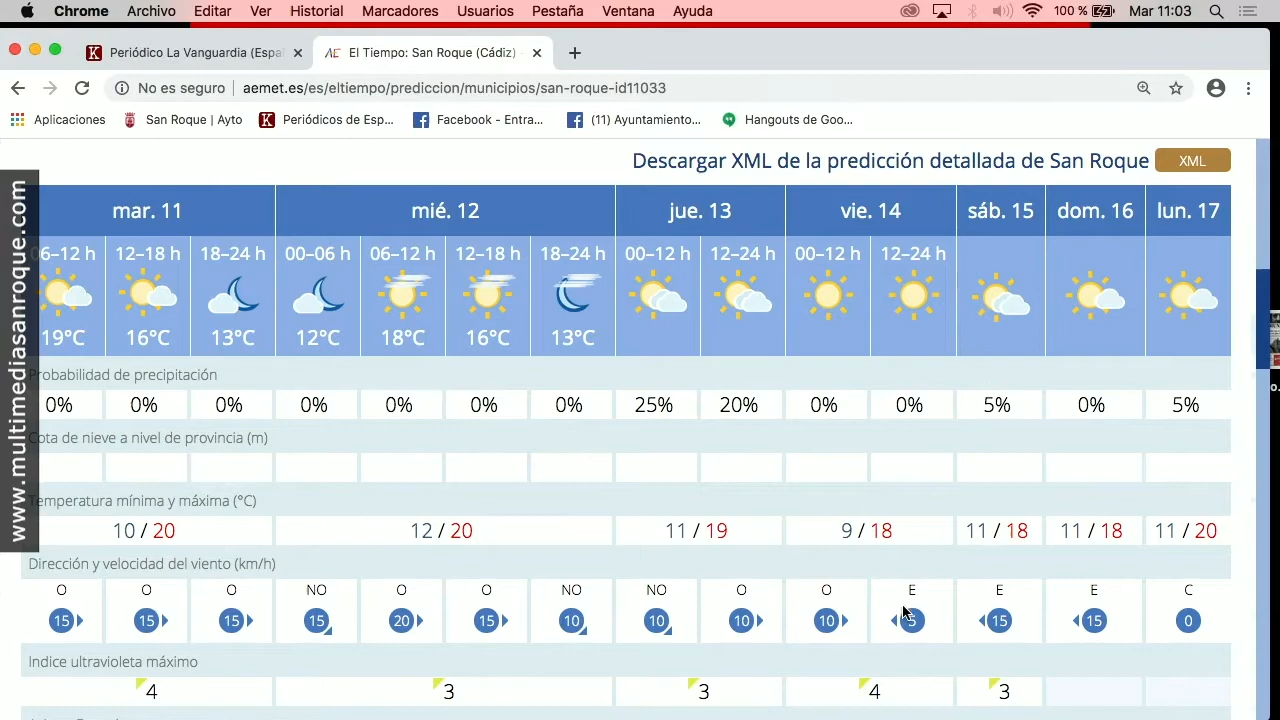 Chrome Archivo Editar Ver Historial Marcadores Usuarios Pestaña Ventana Ayuda 100 % Mar 11:03
Periódico La Vanguardia (Espa AE El Tiempo: San Roque (Cádiz)
No es seguro aemet.es/es/eltiempo/prediccion/municipios/san-roque-id11033
Aplicaciones San Roque | Ayto Periódicos de Esp... Facebook - Entra... (11) Ayuntamiento... Hangouts de Goo...
Descargar XML de la predicción detallada de San Roque XML
www.multimediasanroque.com
mar. 11 mié. 12 jue. 13 vie. 14 sáb. 15 dom. 16 lun. 17
06–12 h 12–18 h 18–24 h 00–06 h 06–12 h 12–18 h 18–24 h 00–12 h 12–24 h 00–12 h 12–24 h
19°C 16°C 13°C 12°C 18°C 16°C 13°C
Probabilidad de precipitación
0% 0% 0% 0% 0% 0% 0% 25% 20% 0% 0% 5% 0% 5%
Cota de nieve a nivel de provincia (m)
Temperatura mínima y máxima (°C)
10 / 20 12 / 20 11 / 19 9 / 18 11 / 18 11 / 18 11 / 20
Dirección y velocidad del viento (km/h)
O O O NO O O NO NO O O E E E C
15 15 15 15 20 15 10 10 10 10 15 15 0
Indice ultravioleta máximo
4 3 3 4 3